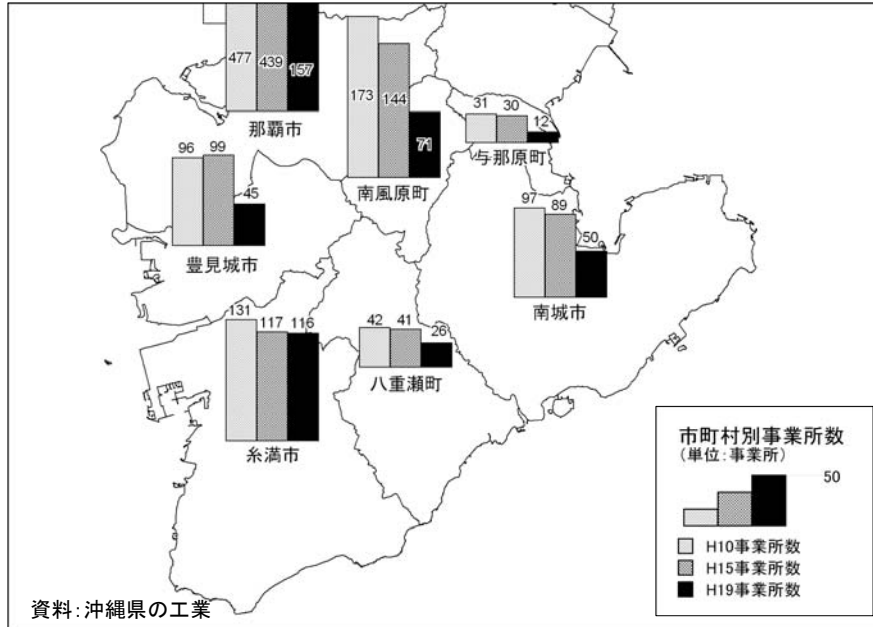 477 439 157
那覇市
173 144 71
南風原町
31 30 12
与那原町
96 99 45
豊見城市
97 89 50
南城市
131 117 116
糸満市
42 41 26
八重瀬町
市町村別事業所数
(単位:事業所)
50
H10事業所数
H15事業所数
H19事業所数
資料:沖縄県の工業